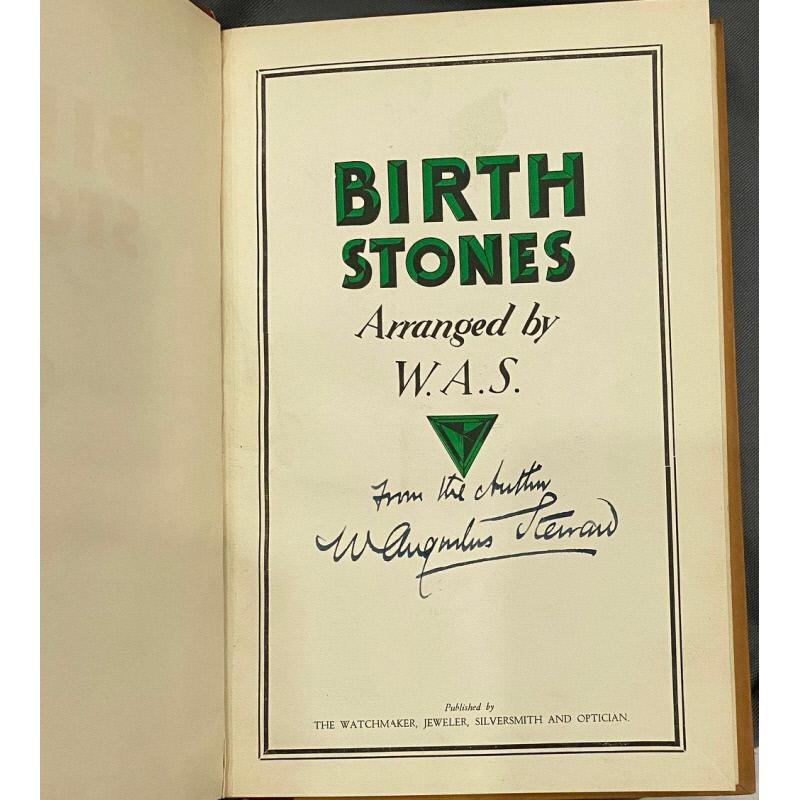 BIRTH
STONES
Arranged by
W. A. S.
From the Author
W Augustus Steward
Published by
THE WATCHMAKER, JEWELER, SILVERSMITH AND OPTICIAN.